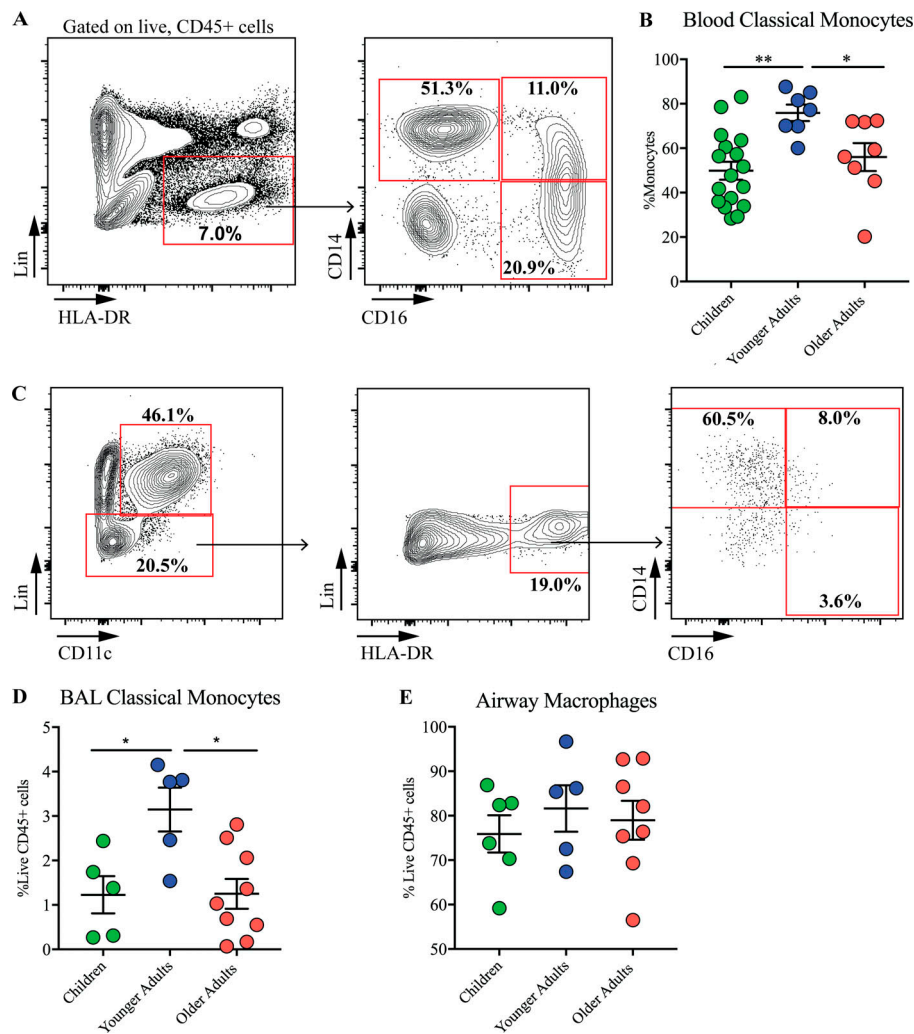 A
Gated on live, CD45+ cells
Lin
7.0%
HLA-DR
51.3%
11.0%
20.9%
CD14
CD16
B
Blood Classical Monocytes
**
*
100
80
60
40
20
0
%Monocytes
Children
Younger Adults
Older Adults
C
46.1%
20.5%
Lin
CD11c
19.0%
Lin
HLA-DR
60.5%
8.0%
3.6%
CD14
CD16
D
BAL Classical Monocytes
*
*
5
4
3
2
1
0
%Live CD45+ cells
Children
Younger Adults
Older Adults
E
Airway Macrophages
100
90
80
70
60
50
% Live CD45+ cells
Children
Younger Adults
Older Adults